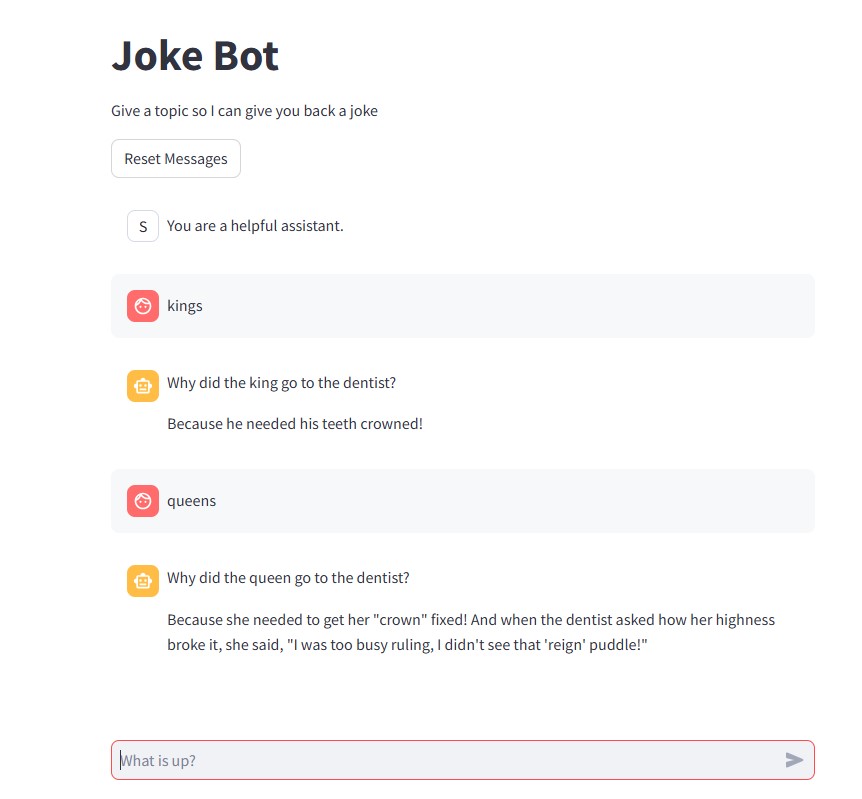 Joke Bot
Give a topic so I can give you back a joke
Reset Messages
S You are a helpful assistant.
kings
Why did the king go to the dentist?
Because he needed his teeth crowned!
queens
Why did the queen go to the dentist?
Because she needed to get her "crown" fixed! And when the dentist asked how her highness
broke it, she said, "I was too busy ruling, I didn't see that 'reign' puddle!"
What is up?